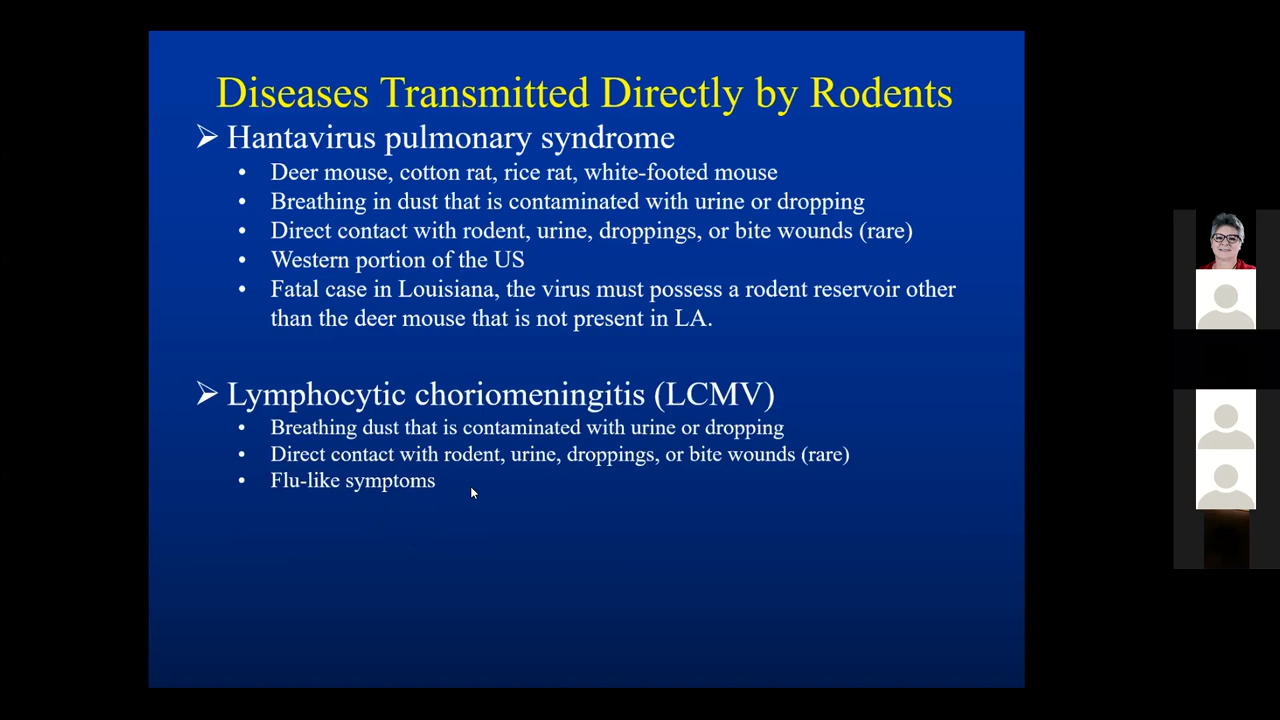 Diseases Transmitted Directly by Rodents
➢ Hantavirus pulmonary syndrome
• Deer mouse, cotton rat, rice rat, white-footed mouse
• Breathing in dust that is contaminated with urine or dropping
• Direct contact with rodent, urine, droppings, or bite wounds (rare)
• Western portion of the US
• Fatal case in Louisiana, the virus must possess a rodent reservoir other
than the deer mouse that is not present in LA.
➢ Lymphocytic choriomeningitis (LCMV)
• Breathing dust that is contaminated with urine or dropping
• Direct contact with rodent, urine, droppings, or bite wounds (rare)
• Flu-like symptoms